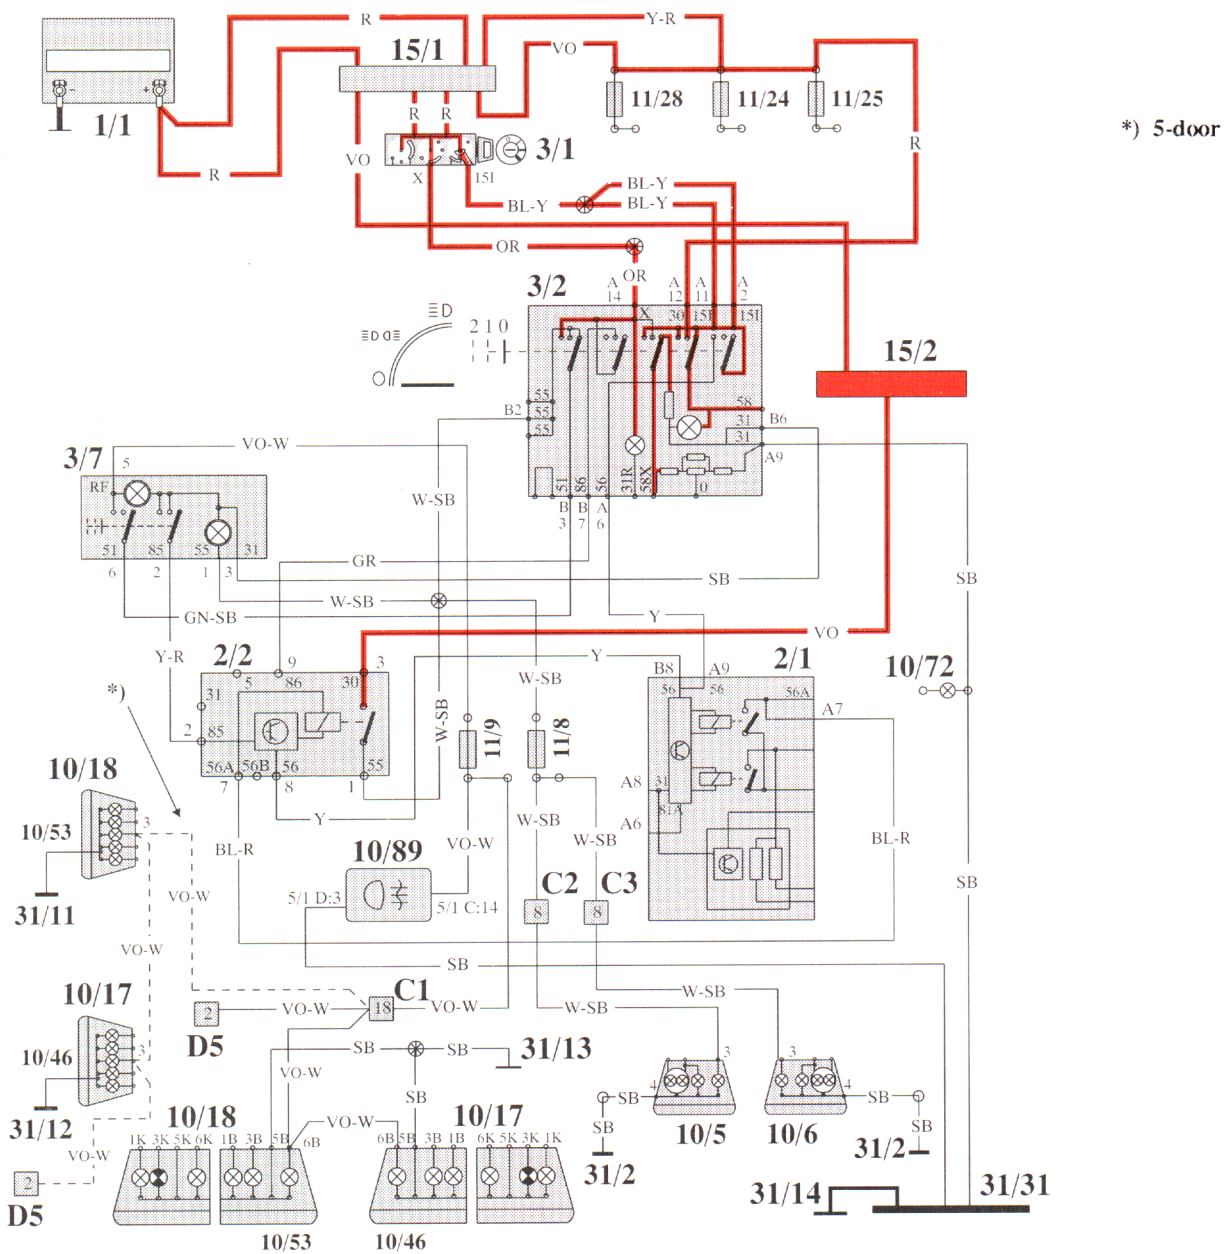 R
Y-R
15/1
VO
- +
1/1
R R
11/28
11/24
11/25
*) 5-door
3/1
R
VO
R
X
15I
BL-Y
BL-Y
BL-Y
OR
OR
3/2
A 14
A 12
A 11
A 2
X
30
15I
15I
2 1 0
15/2
55
B2
55
55
58
31
B6
31
A9
VO-W
3/7
5
RF
51
86
56
31R
58X
0
W-SB
B 3
B 7
A 6
51
85
55
31
6
2
1
3
GR
SB
SB
W-SB
GN-SB
Y
VO
Y-R
2/2
9
3
Y
B8
A9
2/1
10/72
5
86
30
56
56
56A
W-SB
*)
31
2
85
A7
W-SB
11/9
11/8
56A
56B
56
55
7
8
1
10/18
A8
31
81A
A6
3
10/53
Y
W-SB
W-SB
BL-R
VO-W
BL-R
10/89
C2
C3
5/1 D:3
5/1 C:14
8
8
SB
VO-W
31/11
VO-W
SB
10/17
W-SB
C1
2
VO-W
18
VO-W
W-SB
D5
3
10/46
SB
SB
31/13
VO-W
3
3
4
4
SB
SB
SB
31/12
10/18
VO-W
10/17
SB
10/5
10/6
SB
1K 3K 5K 6K
1B 3B 5B 6B
6B 5B 3B 1B
6K 5K 3K 1K
VO-W
31/2
31/2
2
31/14
31/31
D5
10/53
10/46